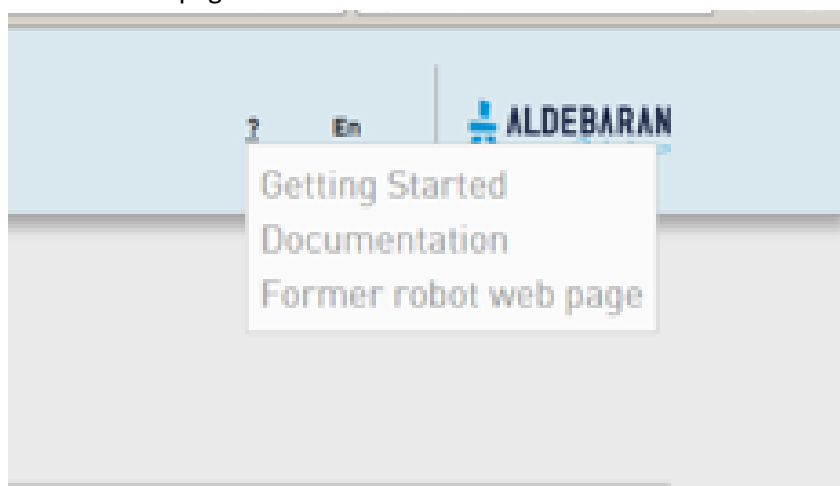 ? En ALDEBARAN
Getting Started
Documentation
Former robot web page